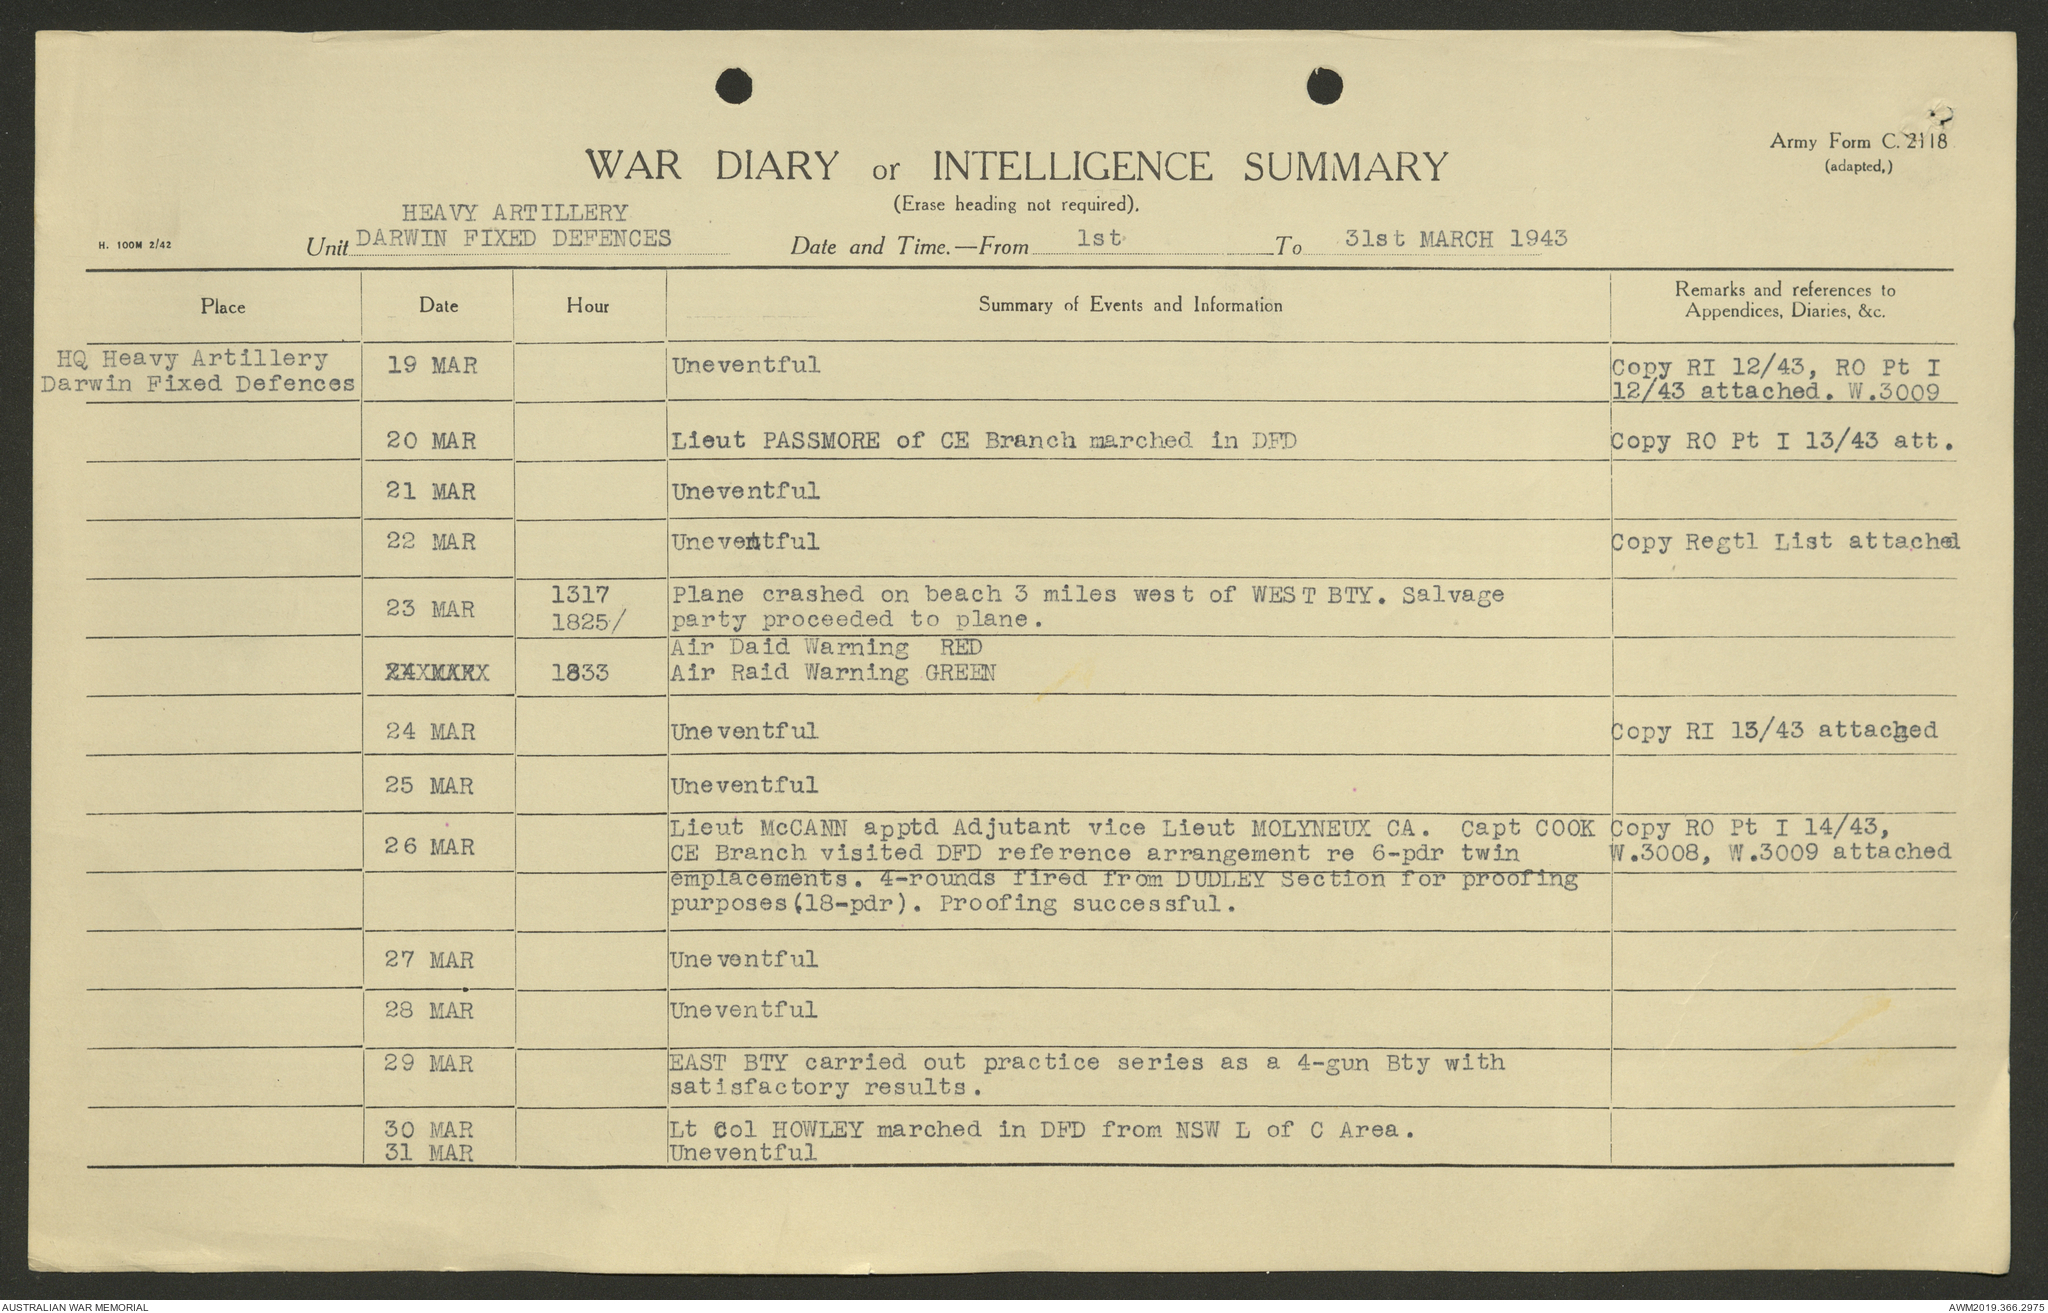 Army Form C. 2118
(adapted,)
WAR DIARY or INTELLIGENCE SUMMARY
(Erase heading not required).
H. 100M 2/42
HEAVY ARTILLERY
Unit DARWIN FIXED DEFENCES Date and Time.—From 1st To 31st MARCH 1943
Place Date Hour Summary of Events and Information Remarks and references to
Appendices, Diaries, &c.
HQ Heavy Artillery
Darwin Fixed Defences 19 MAR Uneventful Copy RI 12/43, RO Pt I
12/43 attached. W.3009
20 MAR Lieut PASSMORE of CE Branch marched in DFD Copy RO Pt I 13/43 att.
21 MAR Uneventful
22 MAR Uneventful Copy Regtl List attached
23 MAR 1317 Plane crashed on beach 3 miles west of WEST BTY. Salvage
1825/ party proceeded to plane.
Air Daid Warning RED
1833 Air Raid Warning GREEN
24 MAR Uneventful Copy RI 13/43 attached
25 MAR Uneventful
26 MAR Lieut McCANN apptd Adjutant vice Lieut MOLYNEUX CA. Capt COOK Copy RO Pt I 14/43,
CE Branch visited DFD reference arrangement re 6-pdr twin W.3008, W.3009 attached
emplacements. 4-rounds fired from DUDLEY Section for proofing
purposes(18-pdr). Proofing successful.
27 MAR Uneventful
28 MAR Uneventful
29 MAR EAST BTY carried out practice series as a 4-gun Bty with
satisfactory results.
30 MAR Lt Col HOWLEY marched in DFD from NSW L of C Area.
31 MAR Uneventful
AUSTRALIAN WAR MEMORIAL AWM2019.366.2975